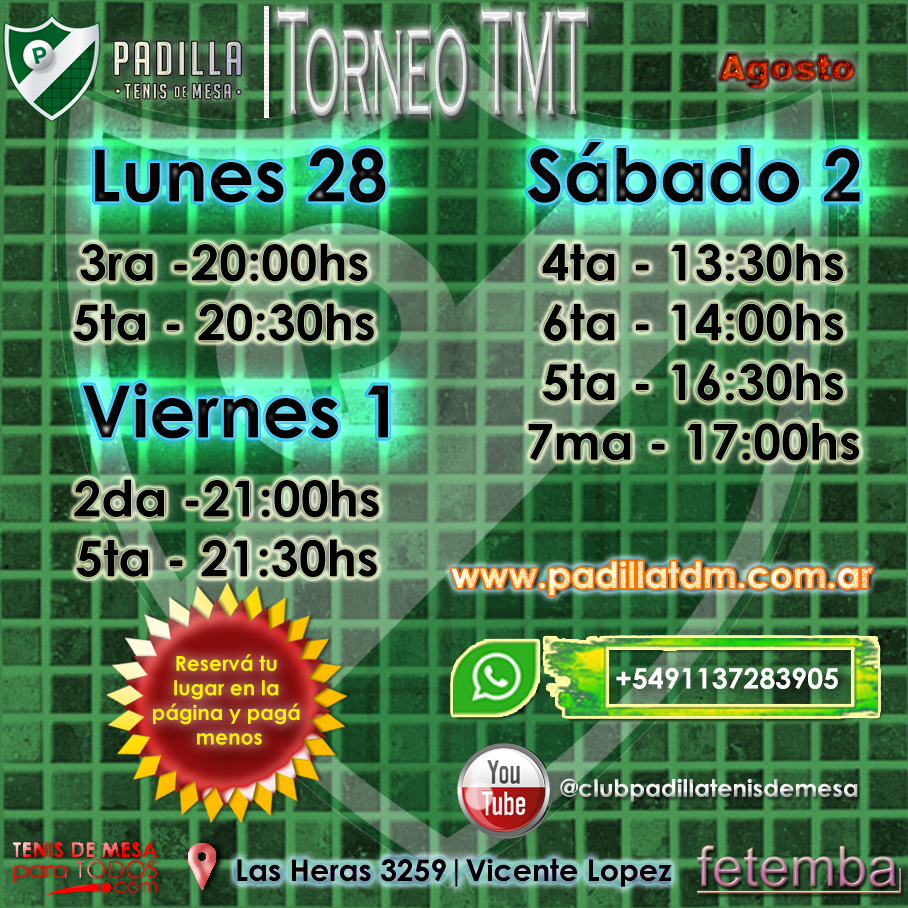 P
PADILLA
• TENIS DE MESA •
TORNEO TMT
Agosto
Lunes 28
3ra -20:00hs
5ta - 20:30hs
Viernes 1
2da -21:00hs
5ta - 21:30hs
Sábado 2
4ta - 13:30hs
6ta - 14:00hs
5ta - 16:30hs
7ma - 17:00hs
www.padillatdm.com.ar
Reservá tu
lugar en la
página y pagá
menos
+5491137283905
You
Tube
@clubpadillatenisdemesa
TENIS DE MESA
para TODOS
.com
Las Heras 3259|Vicente Lopez
fetemba